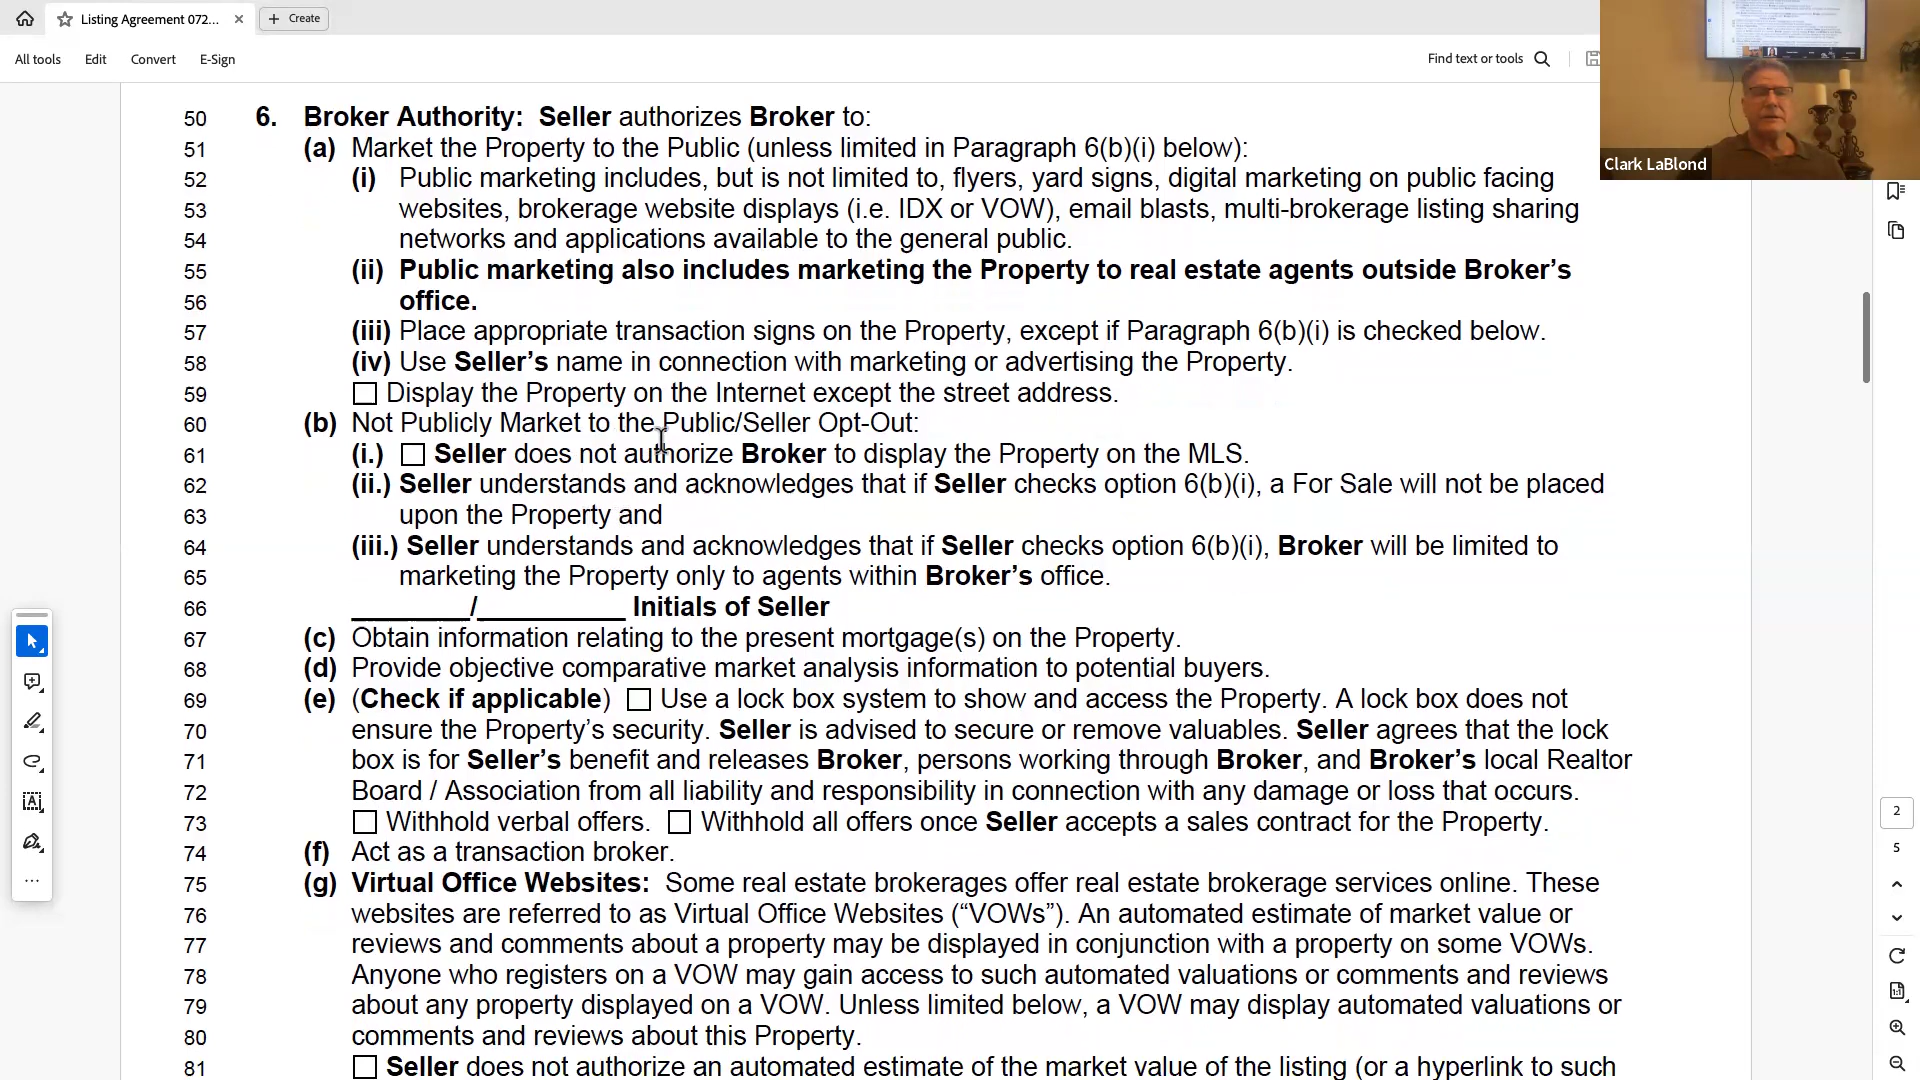 Listing Agreement 072...
Create
All tools
Edit
Convert
E-Sign
Find text or tools
Clark LaBlond
50 6. Broker Authority: Seller authorizes Broker to:
51 (a) Market the Property to the Public (unless limited in Paragraph 6(b)(i) below):
52 (i) Public marketing includes, but is not limited to, flyers, yard signs, digital marketing on public facing
53 websites, brokerage website displays (i.e. IDX or VOW), email blasts, multi-brokerage listing sharing
54 networks and applications available to the general public.
55 (ii) Public marketing also includes marketing the Property to real estate agents outside Broker's
56 office.
57 (iii) Place appropriate transaction signs on the Property, except if Paragraph 6(b)(i) is checked below.
58 (iv) Use Seller's name in connection with marketing or advertising the Property.
59 Display the Property on the Internet except the street address.
60 (b) Not Publicly Market to the Public/Seller Opt-Out:
61 (i.) Seller does not authorize Broker to display the Property on the MLS.
62 (ii.) Seller understands and acknowledges that if Seller checks option 6(b)(i), a For Sale will not be placed
63 upon the Property and
64 (iii.) Seller understands and acknowledges that if Seller checks option 6(b)(i), Broker will be limited to
65 marketing the Property only to agents within Broker's office.
66 ________/__________ Initials of Seller
67 (c) Obtain information relating to the present mortgage(s) on the Property.
68 (d) Provide objective comparative market analysis information to potential buyers.
69 (e) (Check if applicable) Use a lock box system to show and access the Property. A lock box does not
70 ensure the Property's security. Seller is advised to secure or remove valuables. Seller agrees that the lock
71 box is for Seller's benefit and releases Broker, persons working through Broker, and Broker's local Realtor
72 Board / Association from all liability and responsibility in connection with any damage or loss that occurs.
73 Withhold verbal offers. Withhold all offers once Seller accepts a sales contract for the Property.
74 (f) Act as a transaction broker.
75 (g) Virtual Office Websites: Some real estate brokerages offer real estate brokerage services online. These
76 websites are referred to as Virtual Office Websites (“VOWs”). An automated estimate of market value or
77 reviews and comments about a property may be displayed in conjunction with a property on some VOWs.
78 Anyone who registers on a VOW may gain access to such automated valuations or comments and reviews
79 about any property displayed on a VOW. Unless limited below, a VOW may display automated valuations or
80 comments and reviews about this Property.
81 Seller does not authorize an automated estimate of the market value of the listing (or a hyperlink to such
2
5